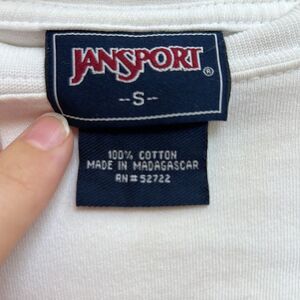 JANSPORT®
-S-
100% COTTON
MADE IN MADAGASCAR
RN#52722